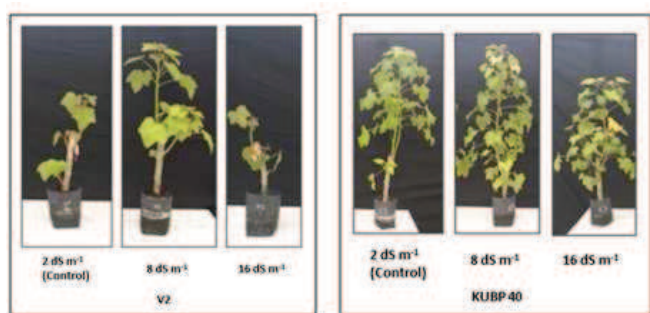 2 dS m⁻¹
(Control)
8 dS m⁻¹
16 dS m⁻¹
V2
2 dS m⁻¹
(Control)
8 dS m⁻¹
16 dS m⁻¹
KUBP 40